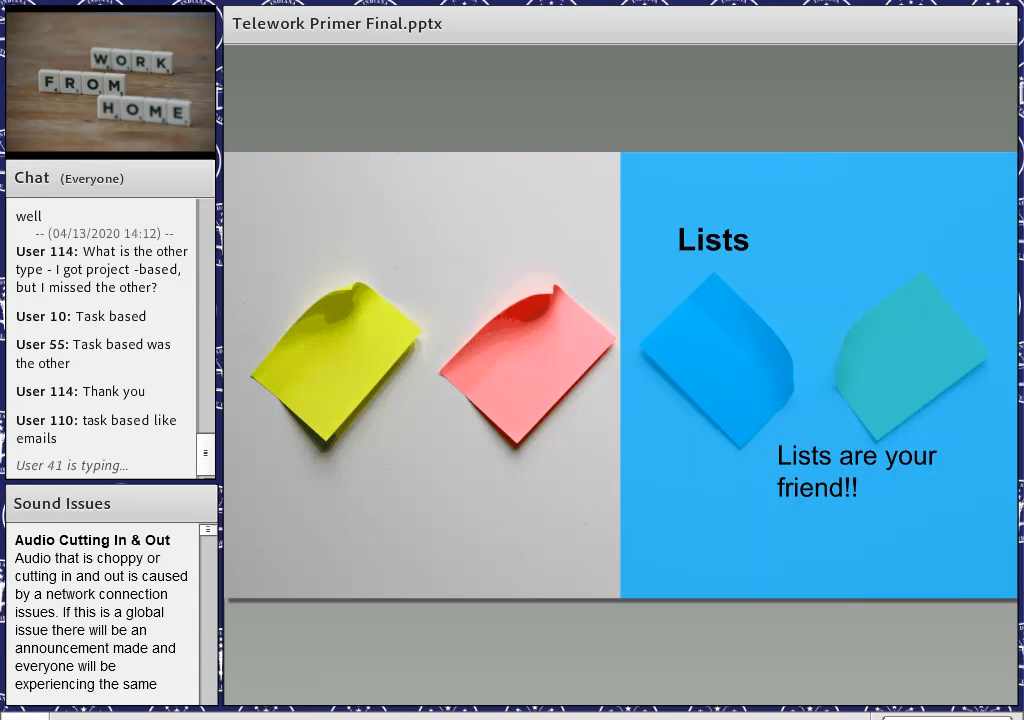 WORK
FROM
HOME
Chat (Everyone)
well
-- (04/13/2020 14:12) --
User 114: What is the other
type - I got project -based,
but I missed the other?
User 10: Task based
User 55: Task based was
the other
User 114: Thank you
User 110: task based like
emails
User 41 is typing...
Sound Issues
Audio Cutting In & Out
Audio that is choppy or
cutting in and out is caused
by a network connection
issues. If this is a global
issue there will be an
announcement made and
everyone will be
experiencing the same
Telework Primer Final.pptx
Lists
Lists are your
friend!!